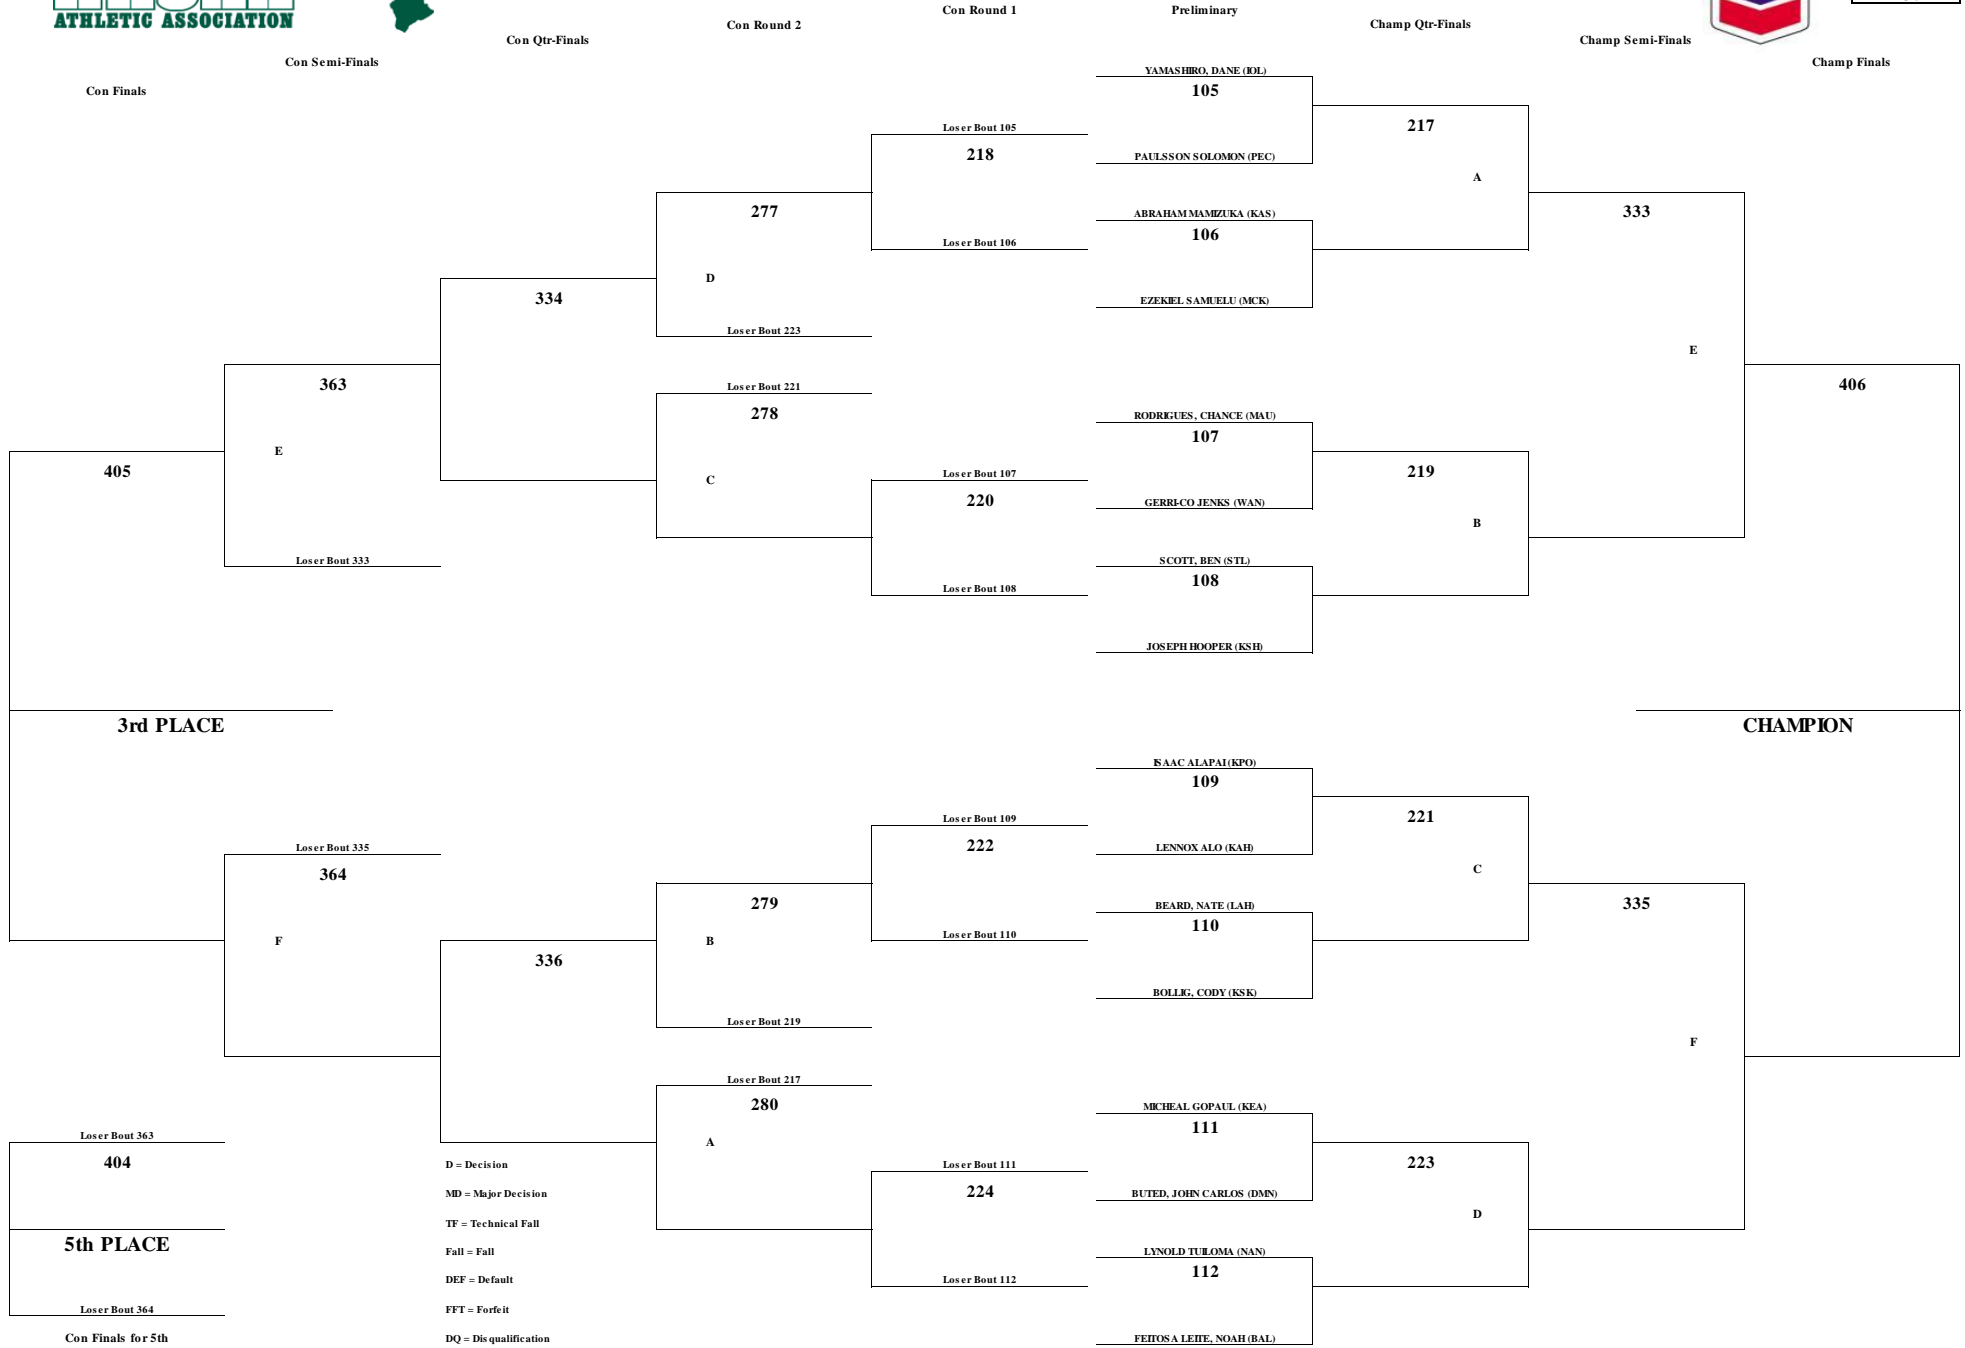 ATHLETIC ASSOCIATION
Con Round 1
Preliminary
Con Round 2
Champ Qtr-Finals
Con Qtr-Finals
Champ Semi-Finals
Con Semi-Finals
Champ Finals
Con Finals
YAMASHIRO, DANE (IOL)
105
Loser Bout 105
217
218
PAULSSON SOLOMON (PEC)
A
277
ABRAHAM MAMIZUKA (KAS)
333
106
Loser Bout 106
D
334
EZEKIEL SAMUELU (MCK)
Loser Bout 223
E
363
Loser Bout 221
406
278
RODRIGUES, CHANCE (MAU)
107
E
405
Loser Bout 107
219
C
220
GERRI-CO JENKS (WAN)
B
Loser Bout 333
SCOTT, BEN (STL)
108
Loser Bout 108
JOSEPH HOOPER (KSH)
3rd PLACE
CHAMPION
ISAAC ALAPAI (KPO)
109
Loser Bout 109
221
Loser Bout 335
222
LENNOX ALO (KAH)
364
C
279
BEARD, NATE (LAH)
335
110
F
B
Loser Bout 110
336
BOLLIG, CODY (KSK)
Loser Bout 219
F
Loser Bout 217
280
MICHEAL GOPAUL (KEA)
111
Loser Bout 363
A
404
D = Decision
Loser Bout 111
223
MD = Major Decision
224
BUTED, JOHN CARLOS (DMN)
TF = Technical Fall
D
5th PLACE
Fall = Fall
LYNOLD TUILOMA (NAN)
112
DEF = Default
Loser Bout 112
Loser Bout 364
FFT = Forfeit
Con Finals for 5th
DQ = Disqualification
FEITOSA LEITE, NOAH (BAL)